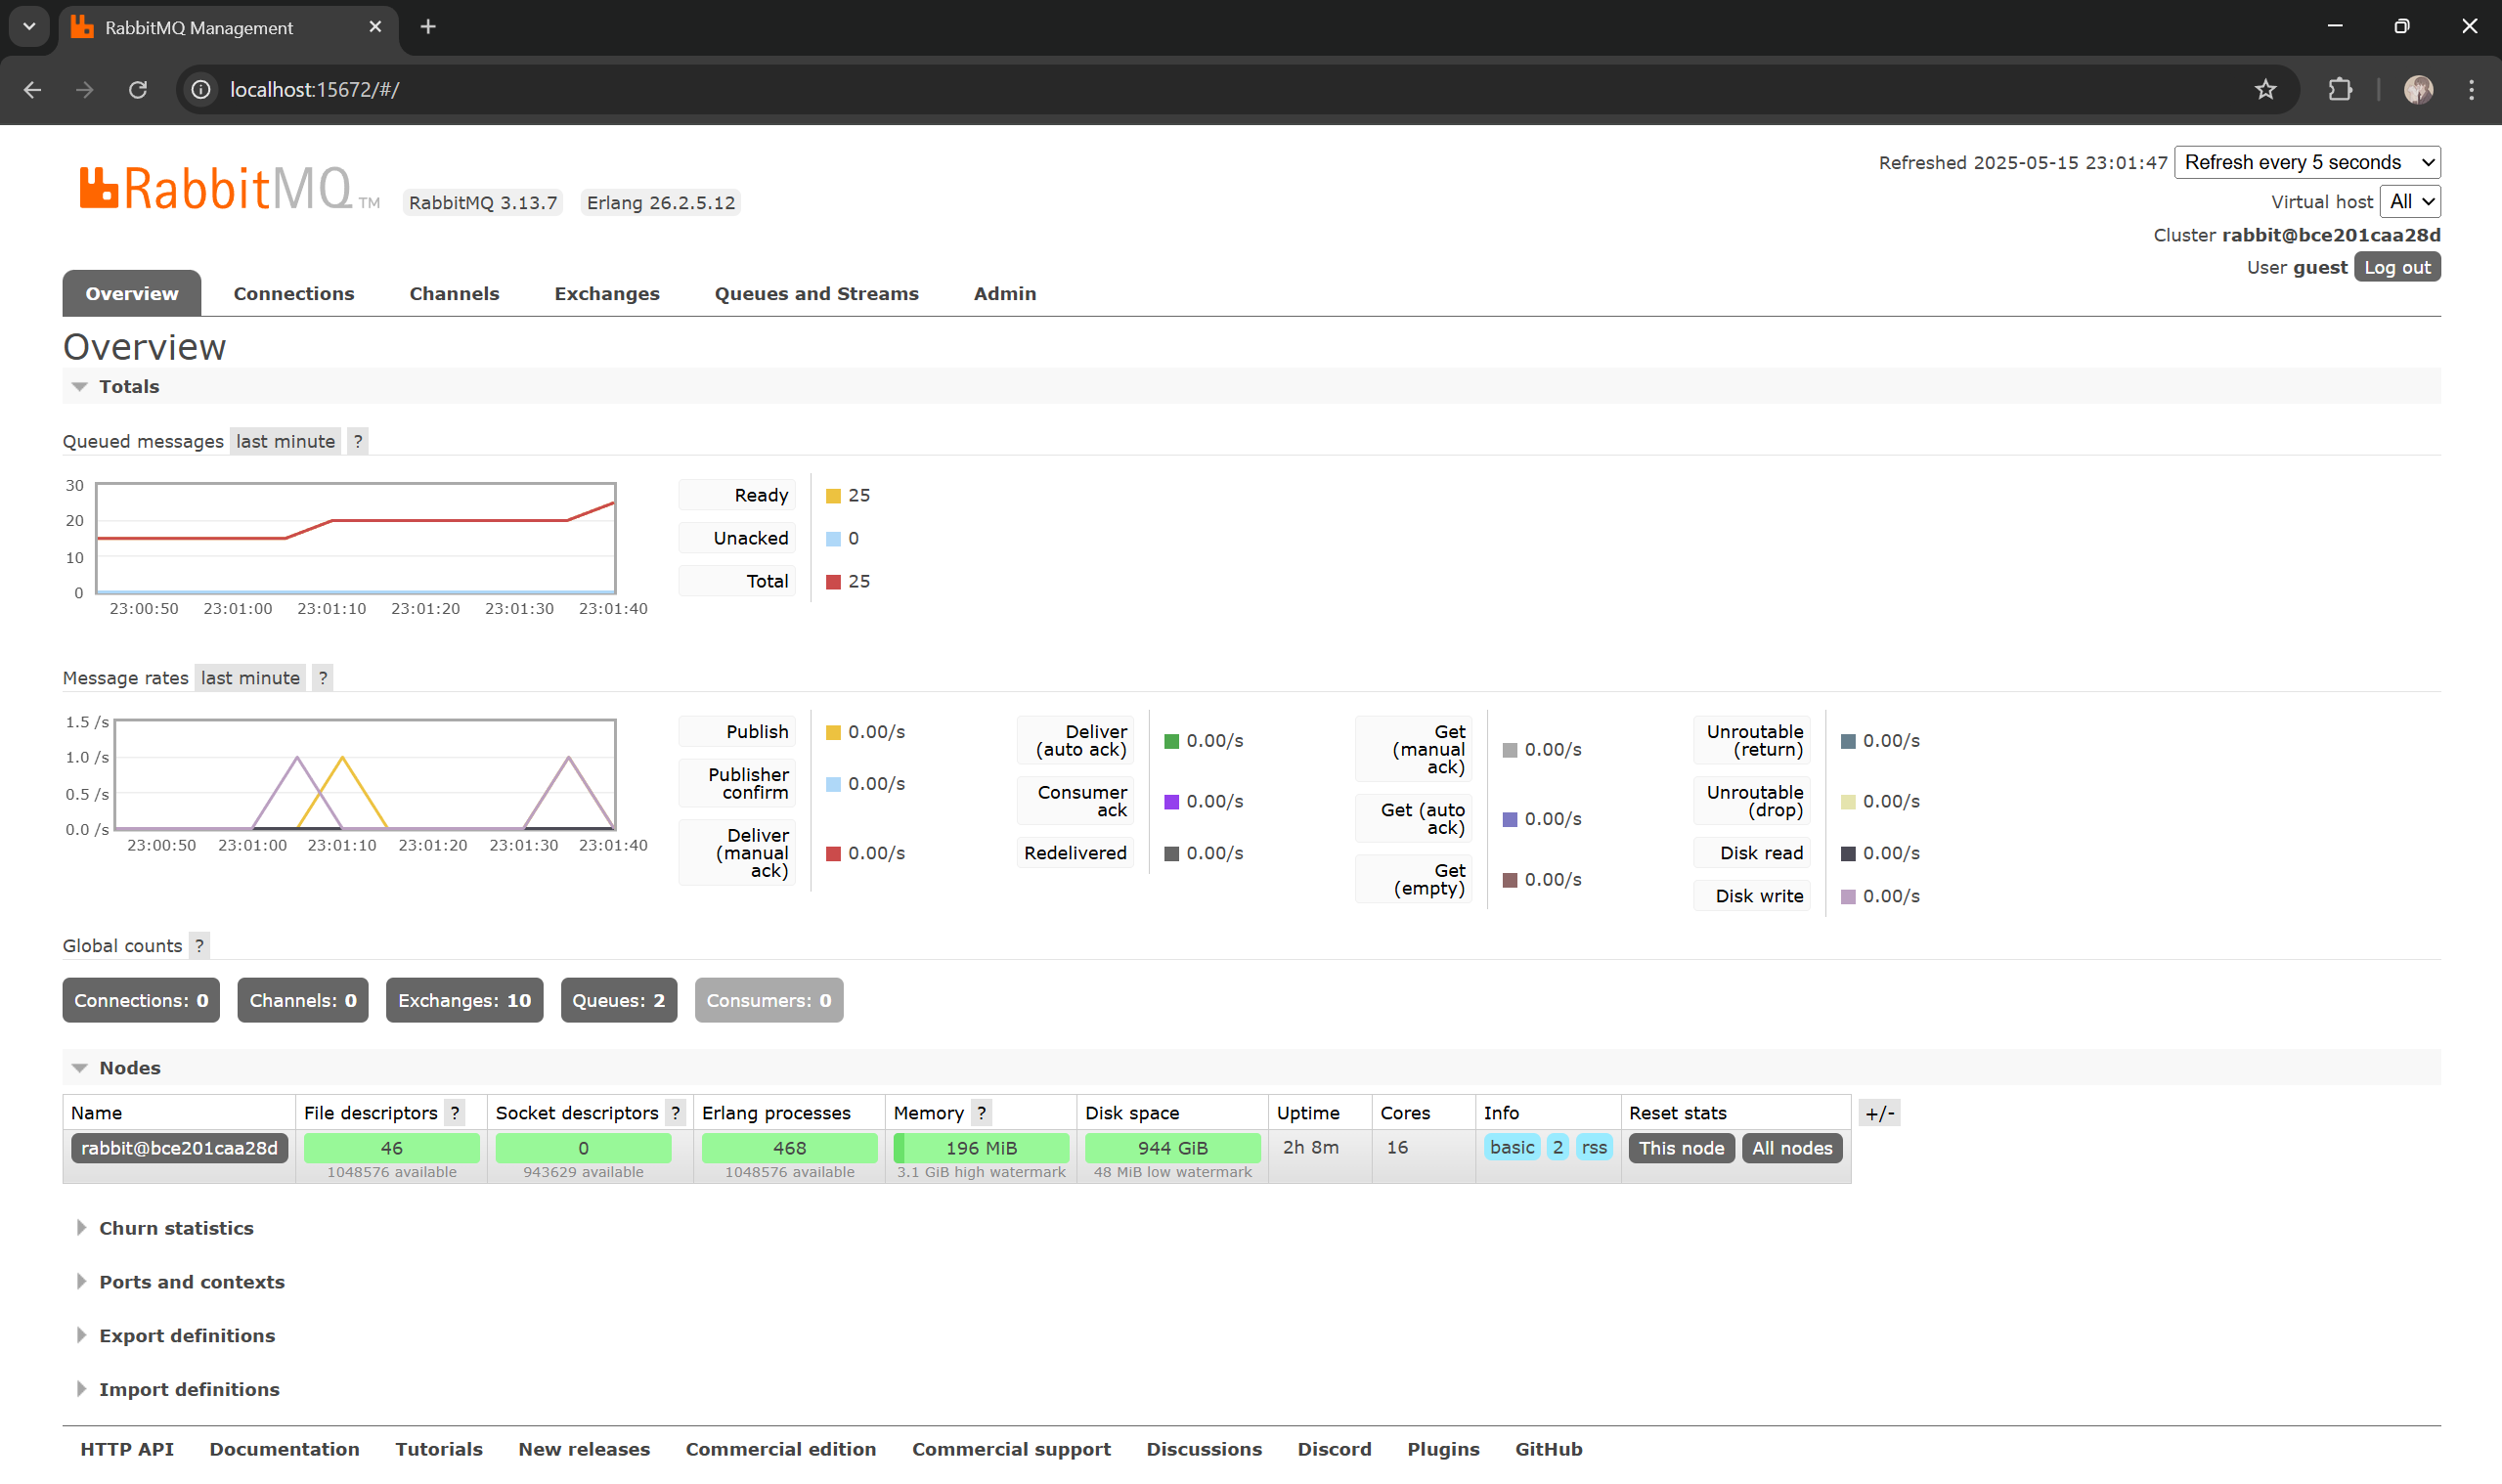 RabbitMQ Management
localhost:15672/#/
RabbitMQ TM
RabbitMQ 3.13.7 Erlang 26.2.5.12
Refreshed 2025-05-15 23:01:47 Refresh every 5 seconds
Virtual host All
Cluster rabbit@bce201caa28d
User guest Log out
Overview Connections Channels Exchanges Queues and Streams Admin
Overview
Totals
Queued messages last minute ?
30
20
10
0
23:00:50 23:01:00 23:01:10 23:01:20 23:01:30 23:01:40
Ready 25
Unacked 0
Total 25
Message rates last minute ?
1.5 /s
1.0 /s
0.5 /s
0.0 /s
23:00:50 23:01:00 23:01:10 23:01:20 23:01:30 23:01:40
Publish 0.00/s
Publisher
confirm 0.00/s
Deliver
(manual
ack) 0.00/s
Deliver
(auto ack) 0.00/s
Consumer
ack 0.00/s
Redelivered 0.00/s
Get
(manual
ack) 0.00/s
Get (auto
ack) 0.00/s
Get
(empty) 0.00/s
Unroutable
(return) 0.00/s
Unroutable
(drop) 0.00/s
Disk read 0.00/s
Disk write 0.00/s
Global counts ?
Connections: 0 Channels: 0 Exchanges: 10 Queues: 2 Consumers: 0
Nodes
Name File descriptors ? Socket descriptors ? Erlang processes Memory ? Disk space Uptime Cores Info Reset stats +/-
rabbit@bce201caa28d 46 0 468 196 MiB 944 GiB 2h 8m 16 basic 2 rss This node All nodes
1048576 available 943629 available 1048576 available 3.1 GiB high watermark 48 MiB low watermark
Churn statistics
Ports and contexts
Export definitions
Import definitions
HTTP API Documentation Tutorials New releases Commercial edition Commercial support Discussions Discord Plugins GitHub